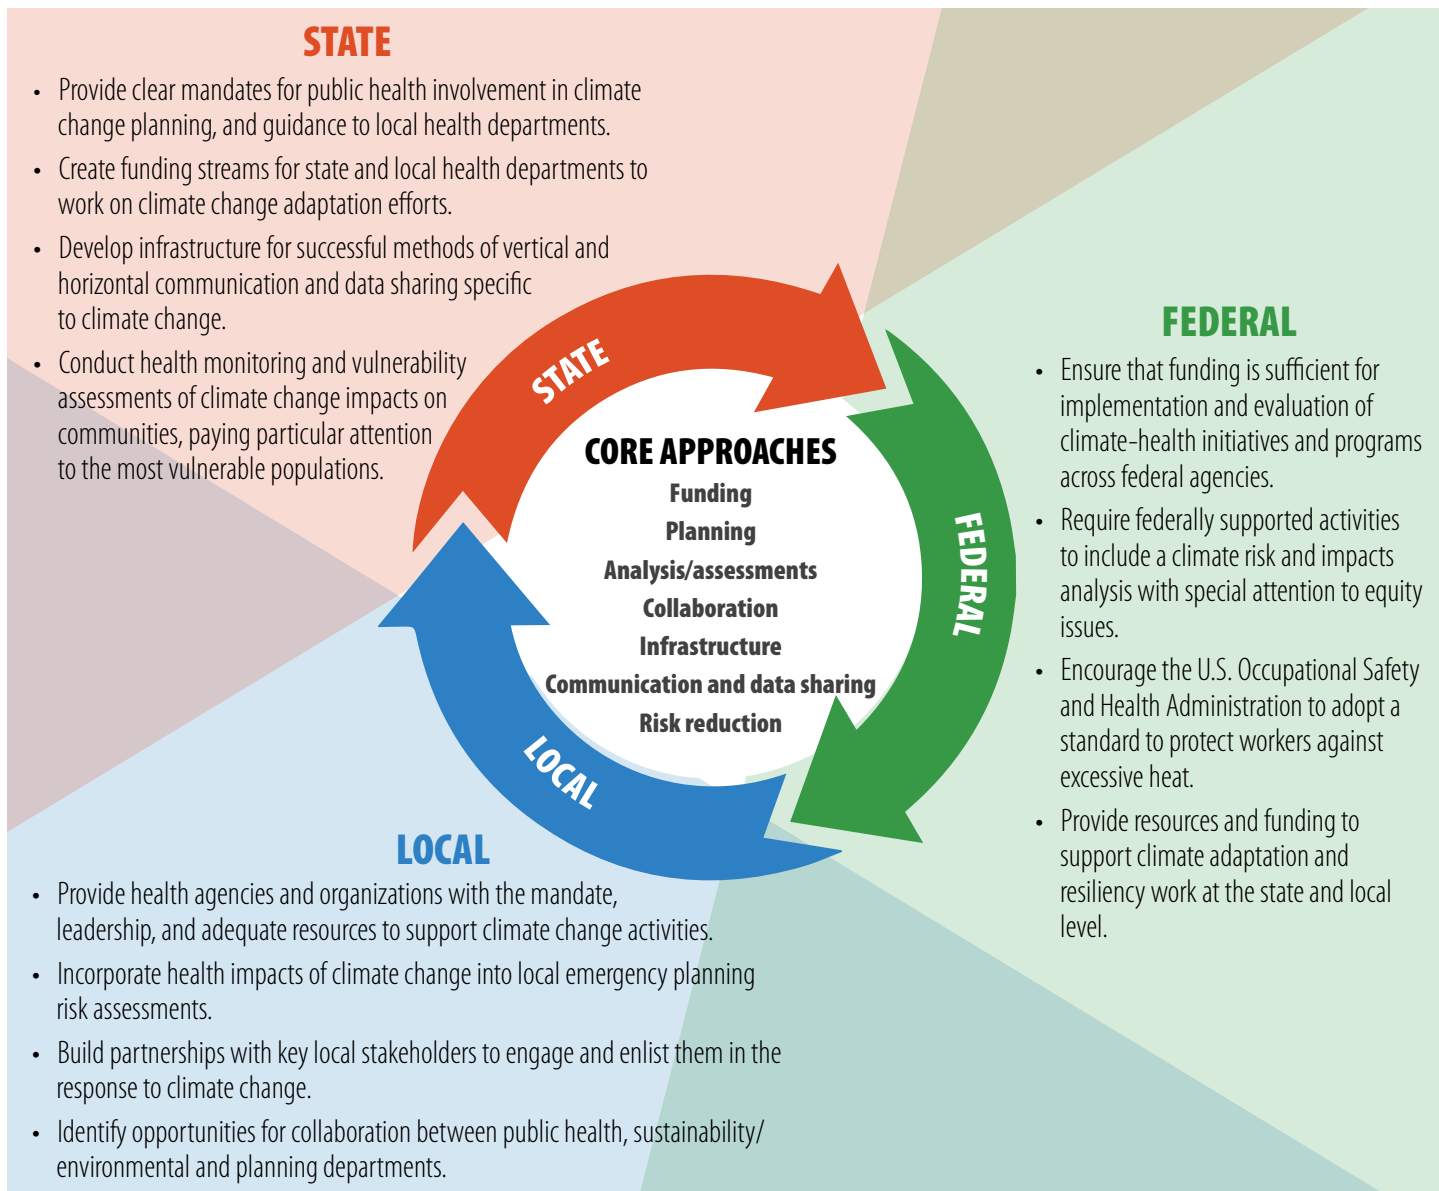 STATE
• Provide clear mandates for public health involvement in climate
change planning, and guidance to local health departments.
• Create funding streams for state and local health departments to
work on climate change adaptation efforts.
• Develop infrastructure for successful methods of vertical and
horizontal communication and data sharing specific
to climate change.
• Conduct health monitoring and vulnerability
assessments of climate change impacts on
communities, paying particular attention
to the most vulnerable populations.
STATE
FEDERAL
LOCAL
CORE APPROACHES
Funding
Planning
Analysis/assessments
Collaboration
Infrastructure
Communication and data sharing
Risk reduction
FEDERAL
• Ensure that funding is sufficient for
implementation and evaluation of
climate-health initiatives and programs
across federal agencies.
• Require federally supported activities
to include a climate risk and impacts
analysis with special attention to equity
issues.
• Encourage the U.S. Occupational Safety
and Health Administration to adopt a
standard to protect workers against
excessive heat.
• Provide resources and funding to
support climate adaptation and
resiliency work at the state and local
level.
LOCAL
• Provide health agencies and organizations with the mandate,
leadership, and adequate resources to support climate change activities.
• Incorporate health impacts of climate change into local emergency planning
risk assessments.
• Build partnerships with key local stakeholders to engage and enlist them in the
response to climate change.
• Identify opportunities for collaboration between public health, sustainability/
environmental and planning departments.